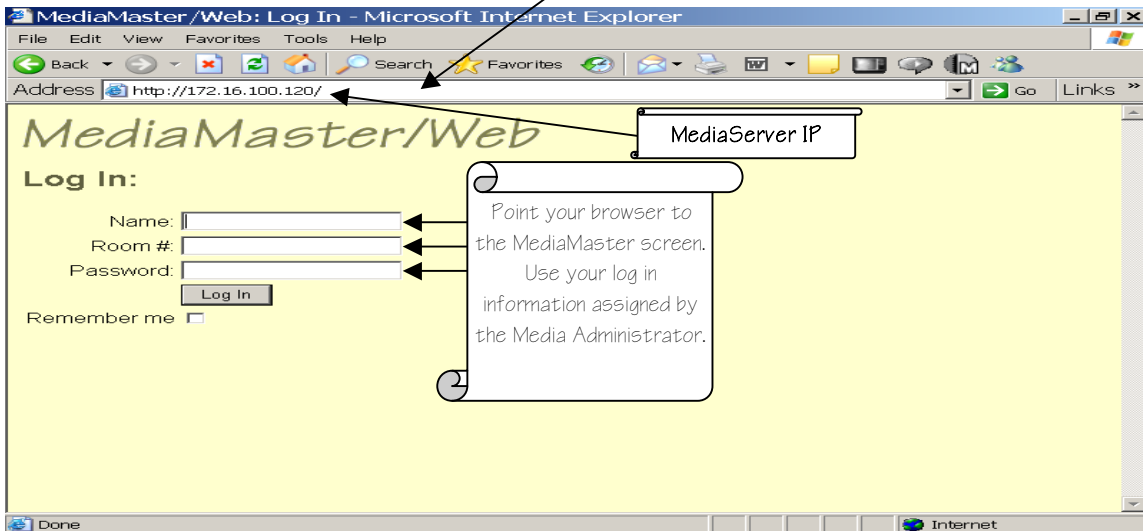 MediaMaster/Web: Log In - Microsoft Internet Explorer
File Edit View Favorites Tools Help
Back Search Favorites
Address http://172.16.100.120/ Go Links »
MediaMaster/Web
MediaServer IP
Log In:
Name:
Room #:
Password:
Log In
Remember me
Point your browser to
the MediaMaster screen.
Use your log in
information assigned by
the Media Administrator.
Done Internet